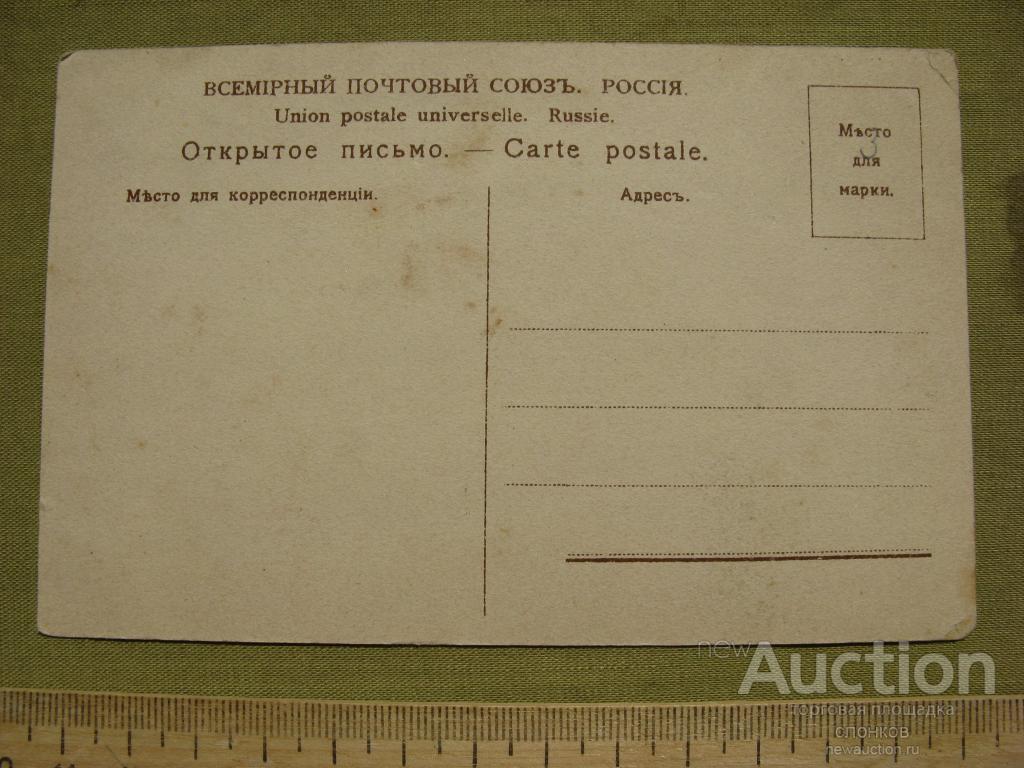 ВСЕМІРНЫЙ ПОЧТОВЫЙ СОЮЗЪ. РОССІЯ.
Union postale universelle. Russie.
Открытое письмо. — Carte postale.
Мѣсто
для
марки.
3
Мѣсто для корреспонденціи.
Адресъ.
newAuction
торговая площадка
слонков
newauction.ru